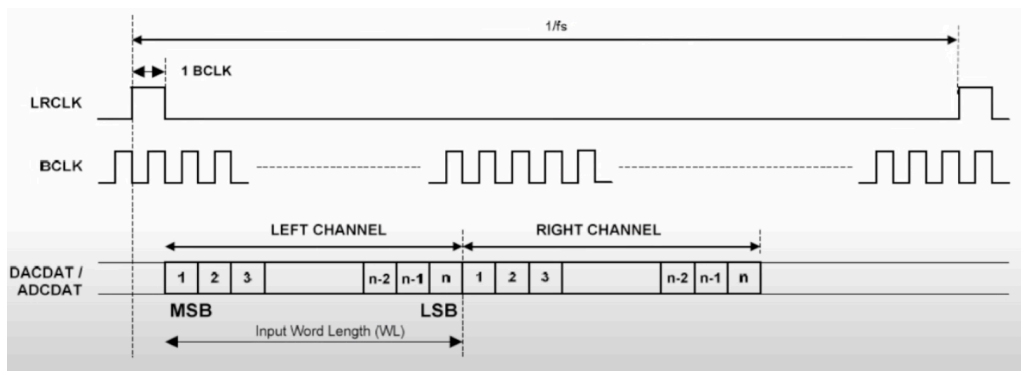 1/fs
1 BCLK
LRCLK
BCLK
LEFT CHANNEL RIGHT CHANNEL
DACDAT /
ADCDAT
1 2 3 n-2 n-1 n 1 2 3 n-2 n-1 n
MSB LSB
Input Word Length (WL)